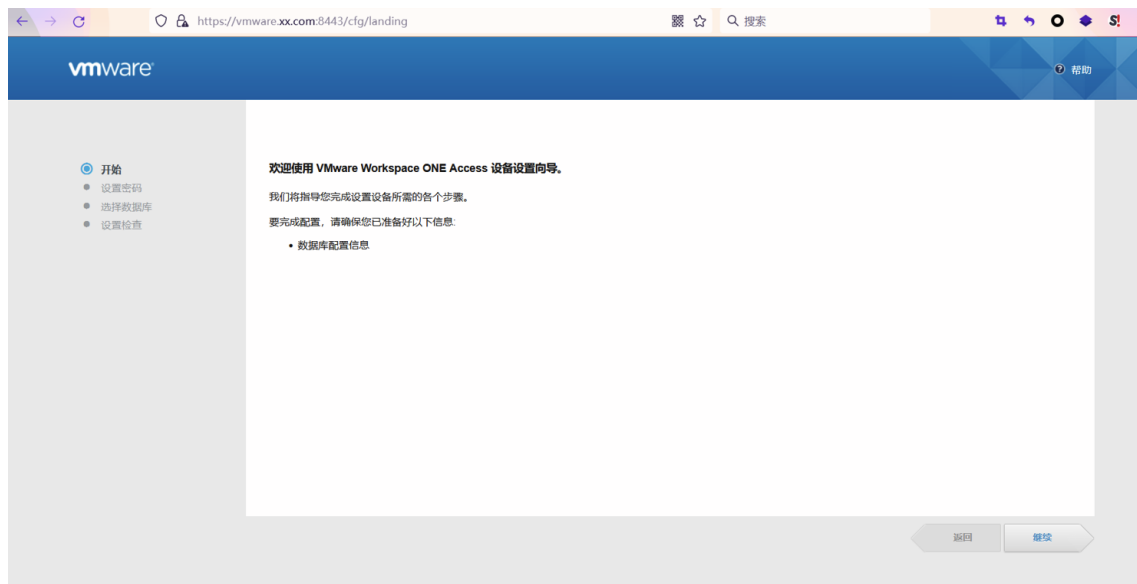 https://vmware.xx.com:8443/cfg/landing
搜索
vmware
帮助
开始
设置密码
选择数据库
设置检查
欢迎使用 VMware Workspace ONE Access 设备设置向导。
我们将指导您完成设置设备所需的各个步骤。
要完成配置，请确保您已准备好以下信息:
• 数据库配置信息
返回
继续